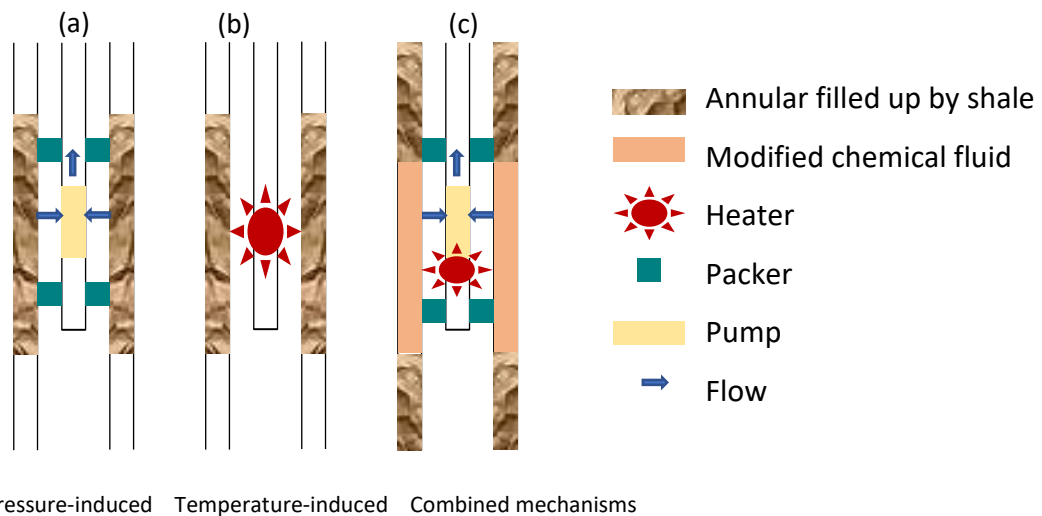 (a)
(b)
(c)
Annular filled up by shale
Modified chemical fluid
Heater
Packer
Pump
Flow
ressure-induced
Temperature-induced
Combined mechanisms